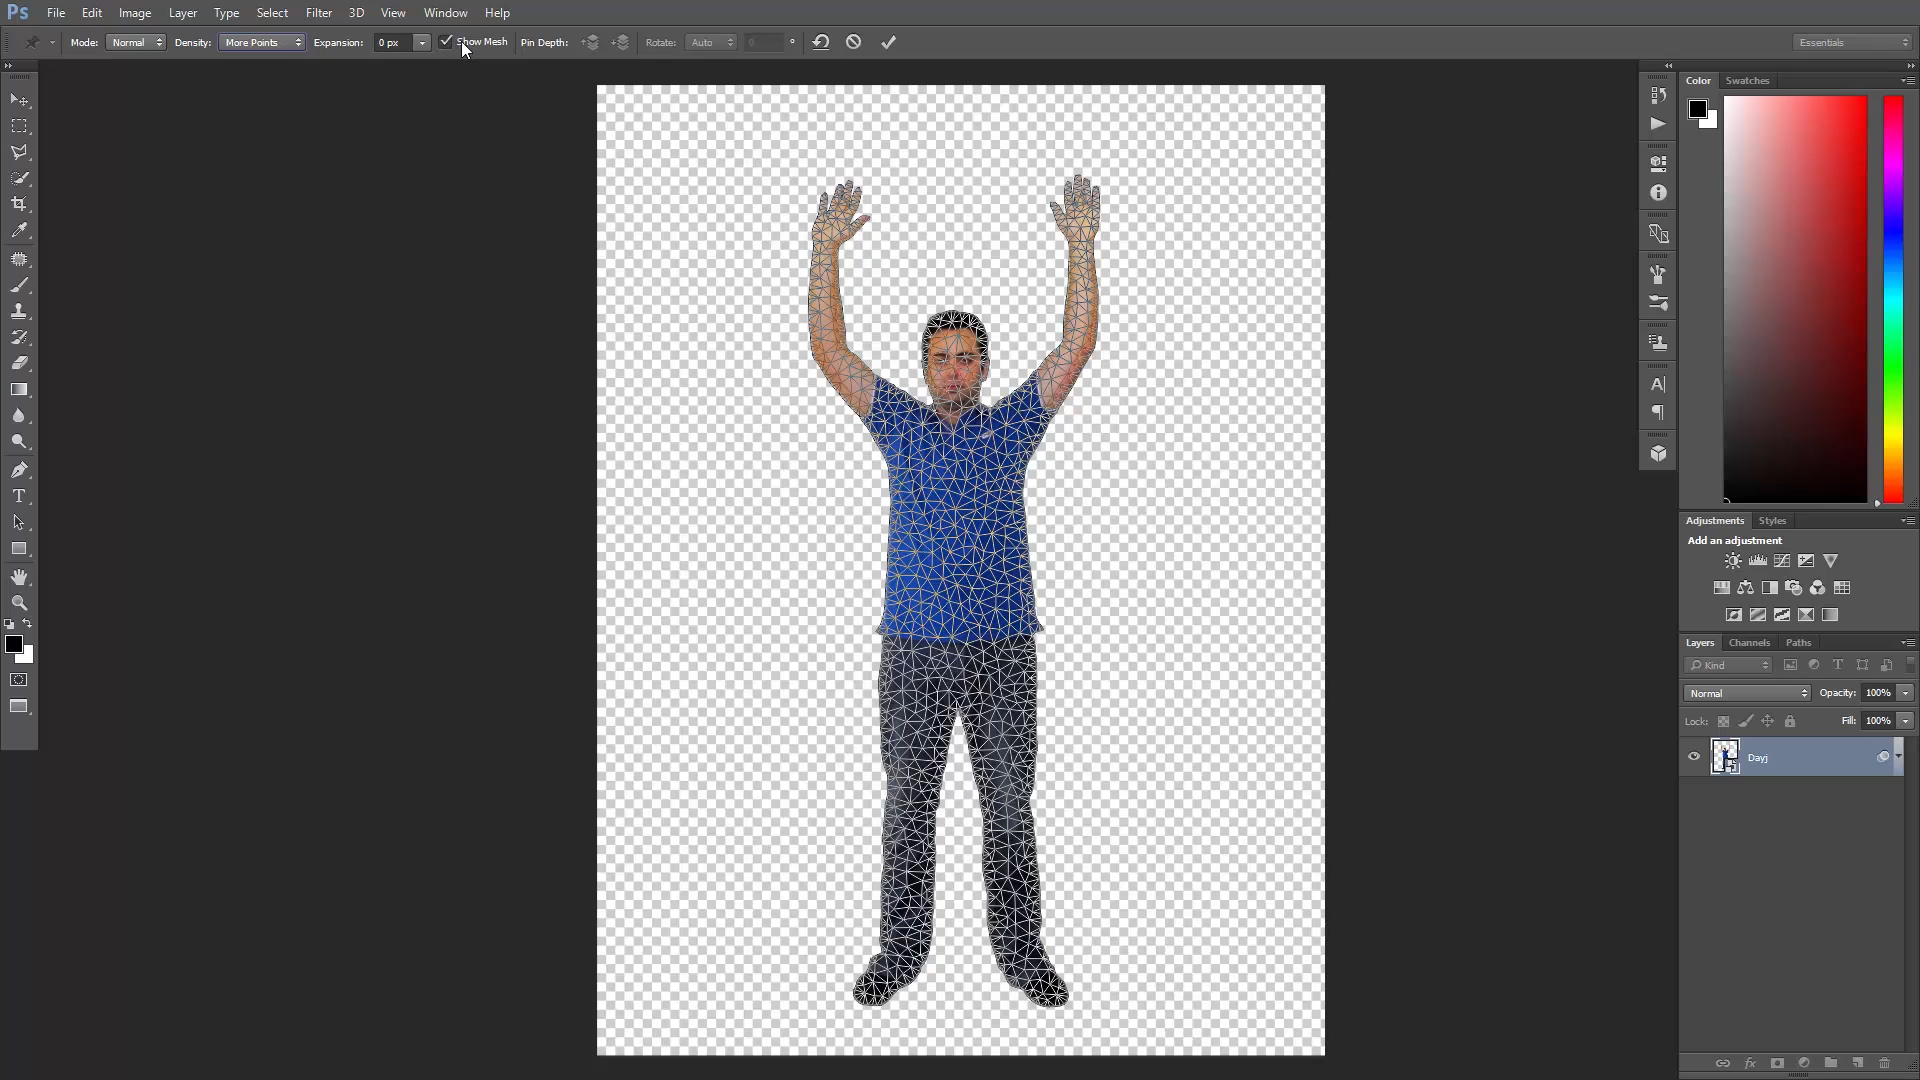 Ps File Edit Image Layer Type Select Filter 3D View Window Help
Mode: Normal Density: More Points Expansion: 0 px Show Mesh Pin Depth: Rotate: Auto 0 ° Essentials
Color Swatches
Adjustments Styles
Add an adjustment
Layers Channels Paths
Kind
Normal Opacity: 100%
Lock: Fill: 100%
Dayj